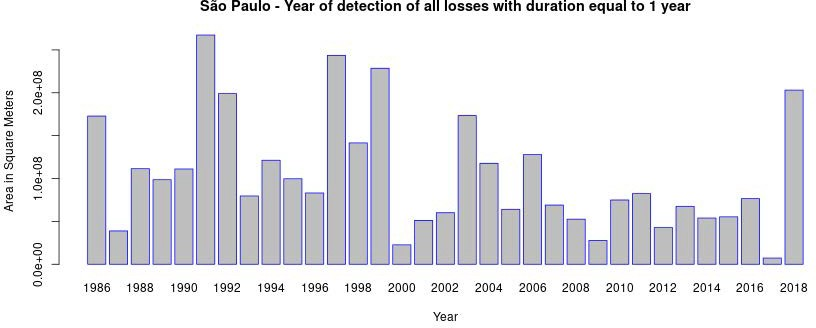 São Paulo - Year of detection of all losses with duration equal to 1 year
Area in Square Meters
2.0e+08
1.0e+08
0.0e+00
1986 1988 1990 1992 1994 1996 1998 2000 2002 2004 2006 2008 2010 2012 2014 2016 2018
Year